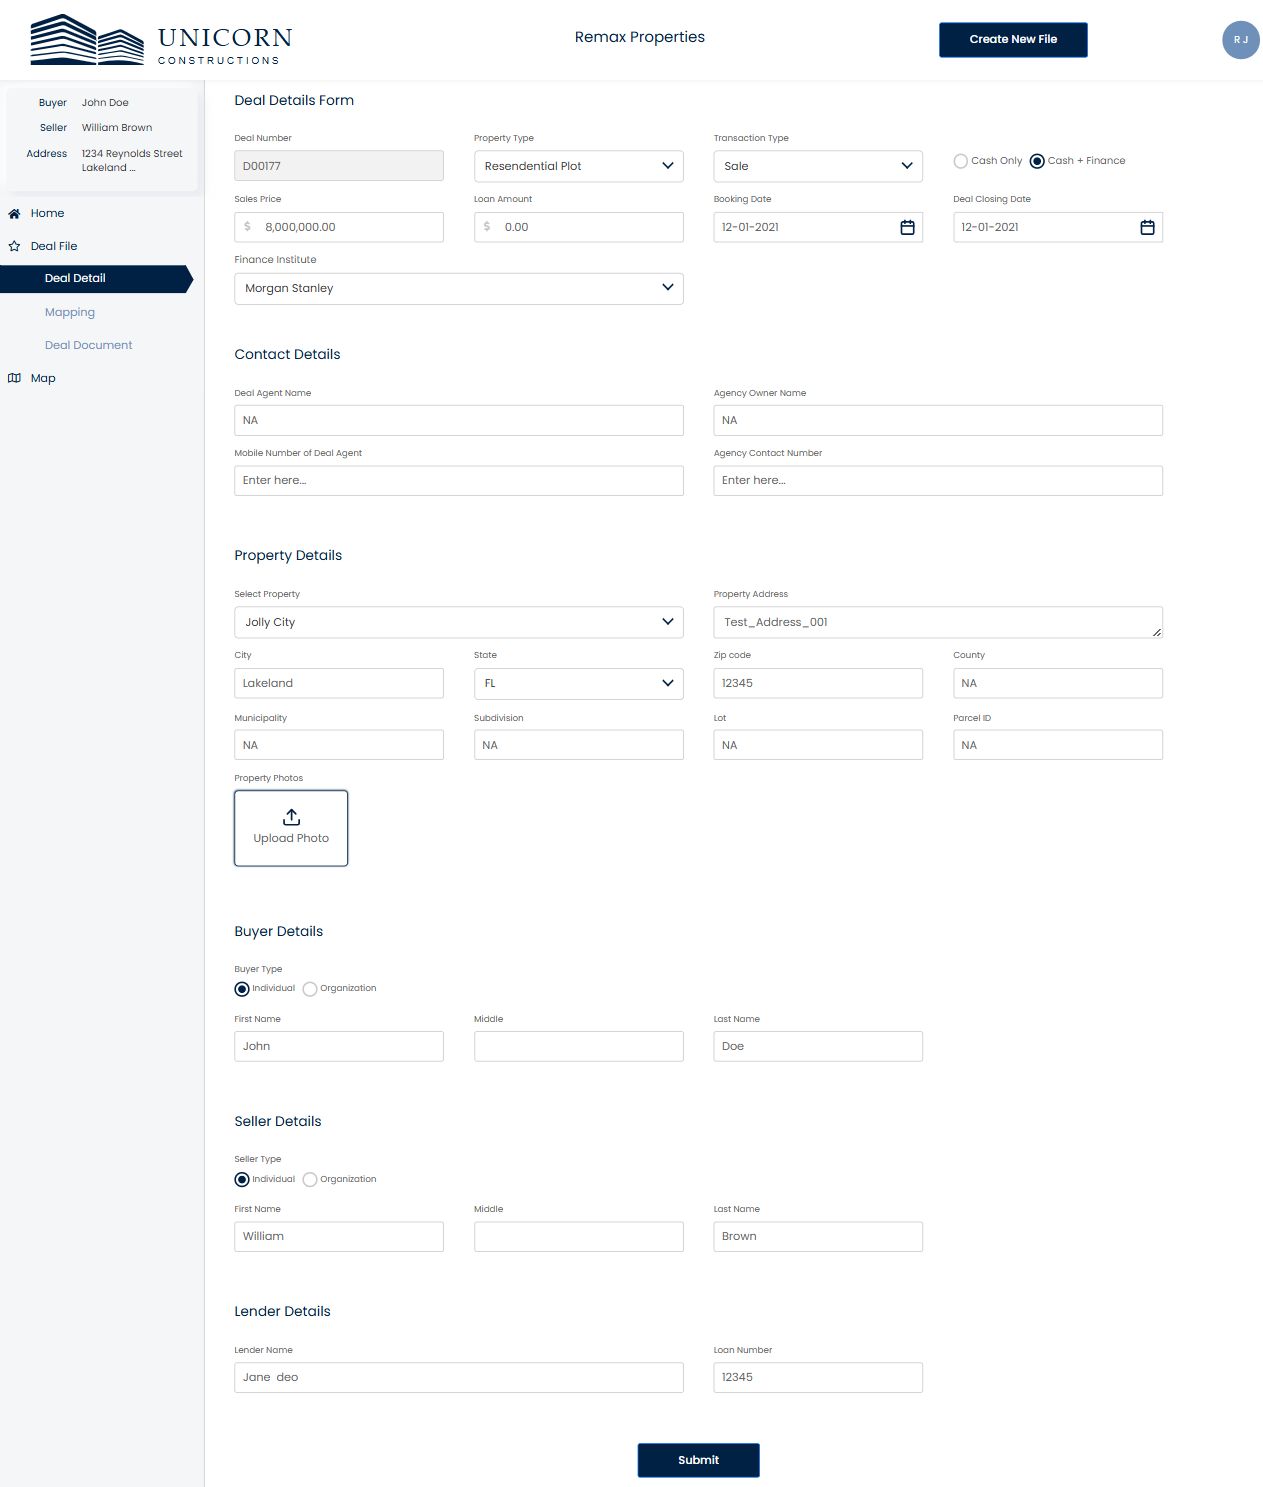 UNICORN
CONSTRUCTIONS
Remax Properties
Create New File
R J
Buyer John Doe
Seller William Brown
Address 1234 Reynolds Street
Lakeland ...
Home
Deal File
Deal Detail
Mapping
Deal Document
Map
Deal Details Form
Deal Number Property Type Transaction Type
D00177 Resendential Plot Sale Cash Only Cash + Finance
Sales Price Loan Amount Booking Date Deal Closing Date
$ 8,000,000.00 $ 0.00 12-01-2021 12-01-2021
Finance Institute
Morgan Stanley
Contact Details
Deal Agent Name Agency Owner Name
NA NA
Mobile Number of Deal Agent Agency Contact Number
Enter here... Enter here...
Property Details
Select Property Property Address
Jolly City Test_Address_001
City State Zip code County
Lakeland FL 12345 NA
Municipality Subdivision Lot Parcel ID
NA NA NA NA
Property Photos
Upload Photo
Buyer Details
Buyer Type
Individual Organization
First Name Middle Last Name
John Doe
Seller Details
Seller Type
Individual Organization
First Name Middle Last Name
William Brown
Lender Details
Lender Name Loan Number
Jane deo 12345
Submit